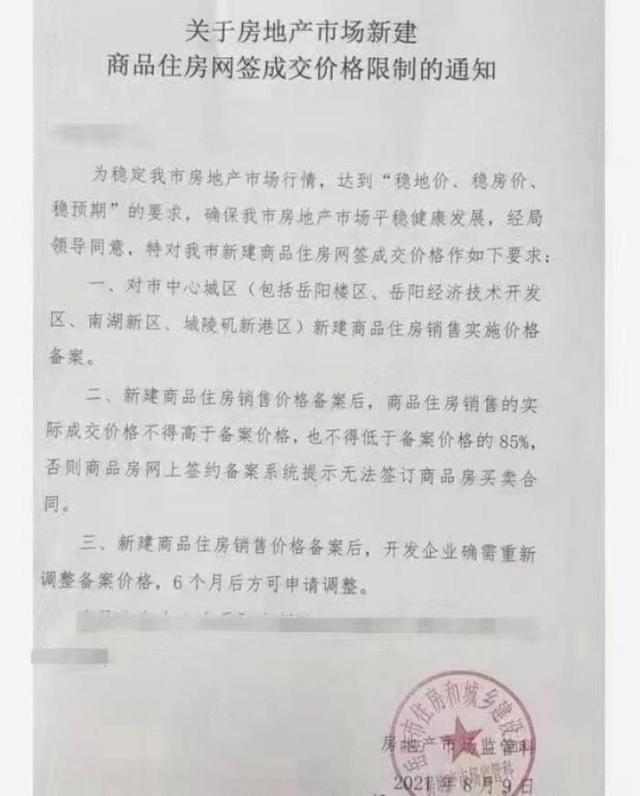 关于房地产市场新建
商品住房网签成交价格限制的通知
为稳定我市房地产市场行情，达到“稳地价、稳房价、
稳预期”的要求，确保我市房地产市场平稳健康发展，经局
领导同意，特对我市新建商品住房网签成交价格作如下要求：
一、对市中心城区（包括岳阳楼区、岳阳经济技术开发
区、南湖新区、城陵矶新港区）新建商品住房销售实施价格
备案。
二、新建商品住房销售价格备案后，商品住房销售的实
际成交价格不得高于备案价格，也不得低于备案价格的85%，
否则商品房网上签约备案系统提示无法签订商品房买卖合
同。
三、新建商品住房销售价格备案后，开发企业确需重新
调整备案价格，6个月后方可申请调整。
岳阳市住房和城乡建设局
房地产市场监管科
房地产市场监管科
2021年8月9日